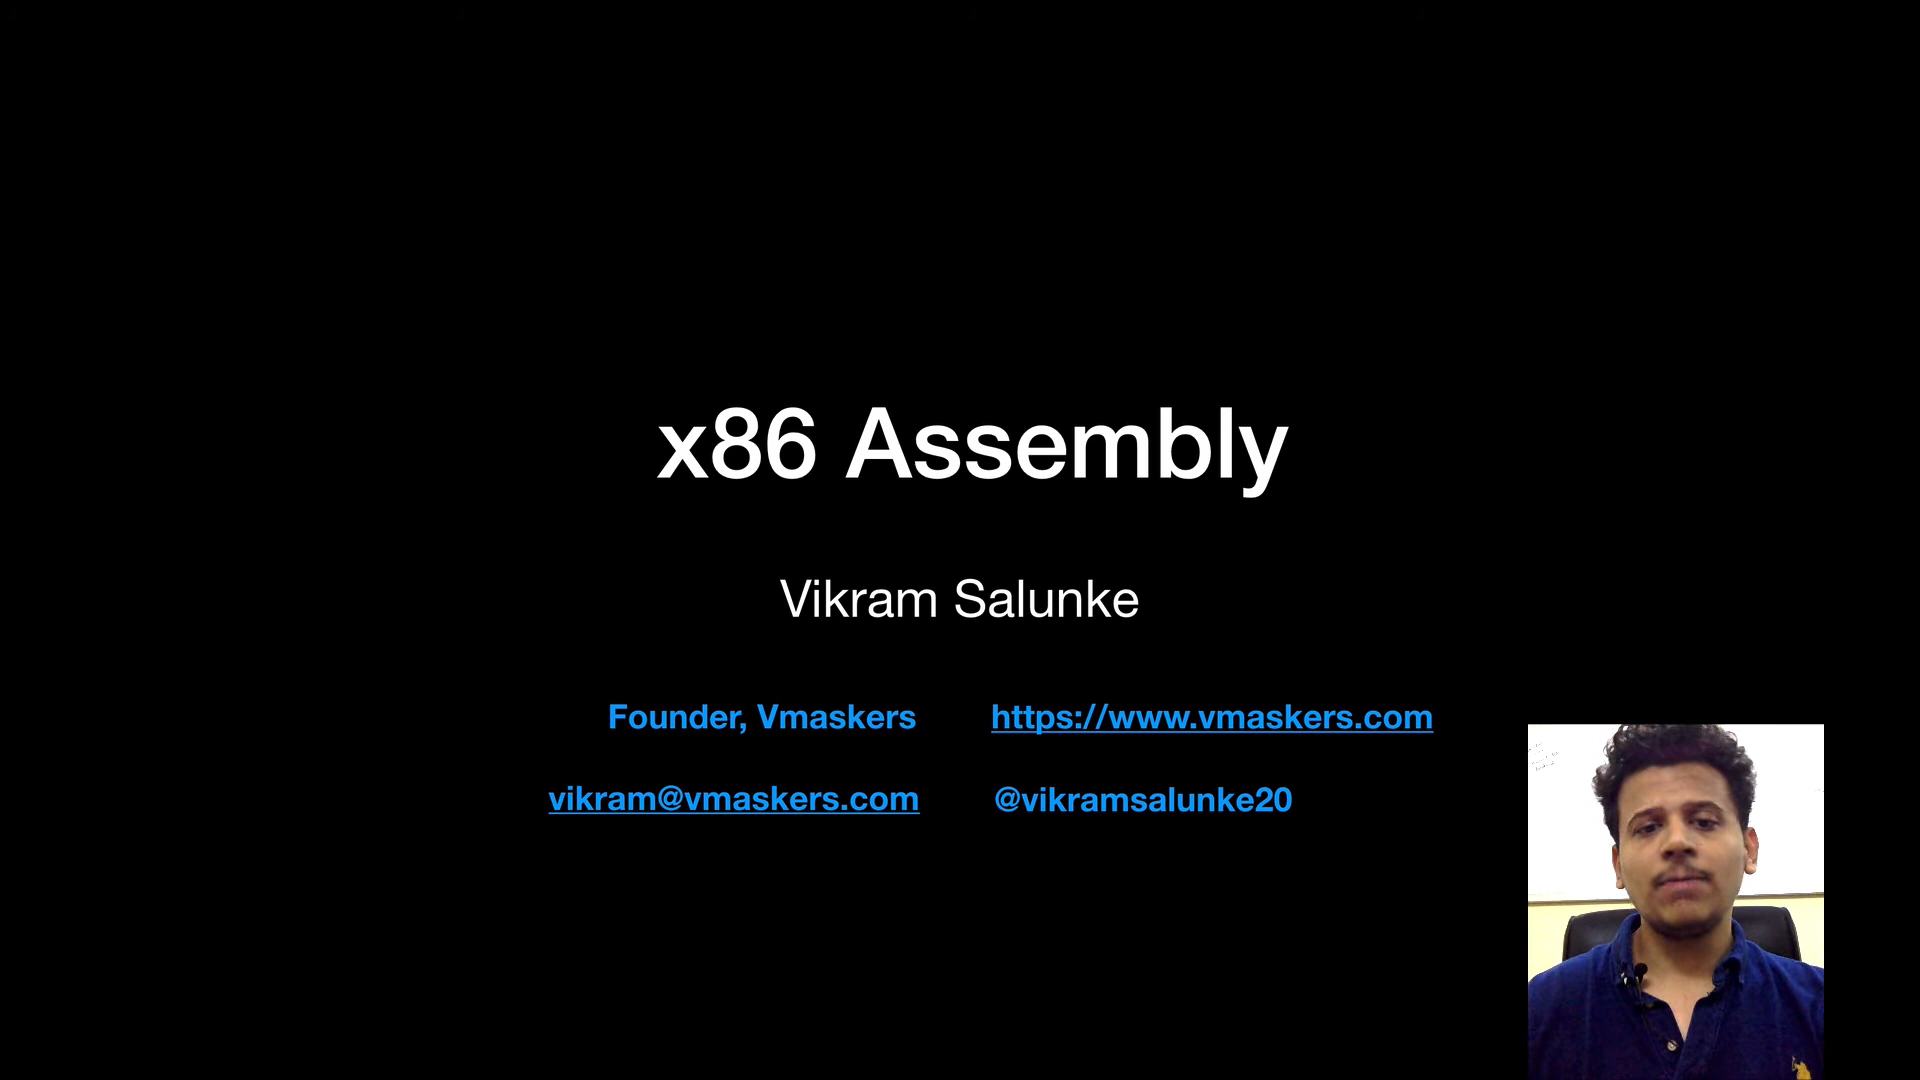 x86 Assembly
Vikram Salunke
Founder, Vmaskers https://www.vmaskers.com
vikram@vmaskers.com @vikramsalunke20